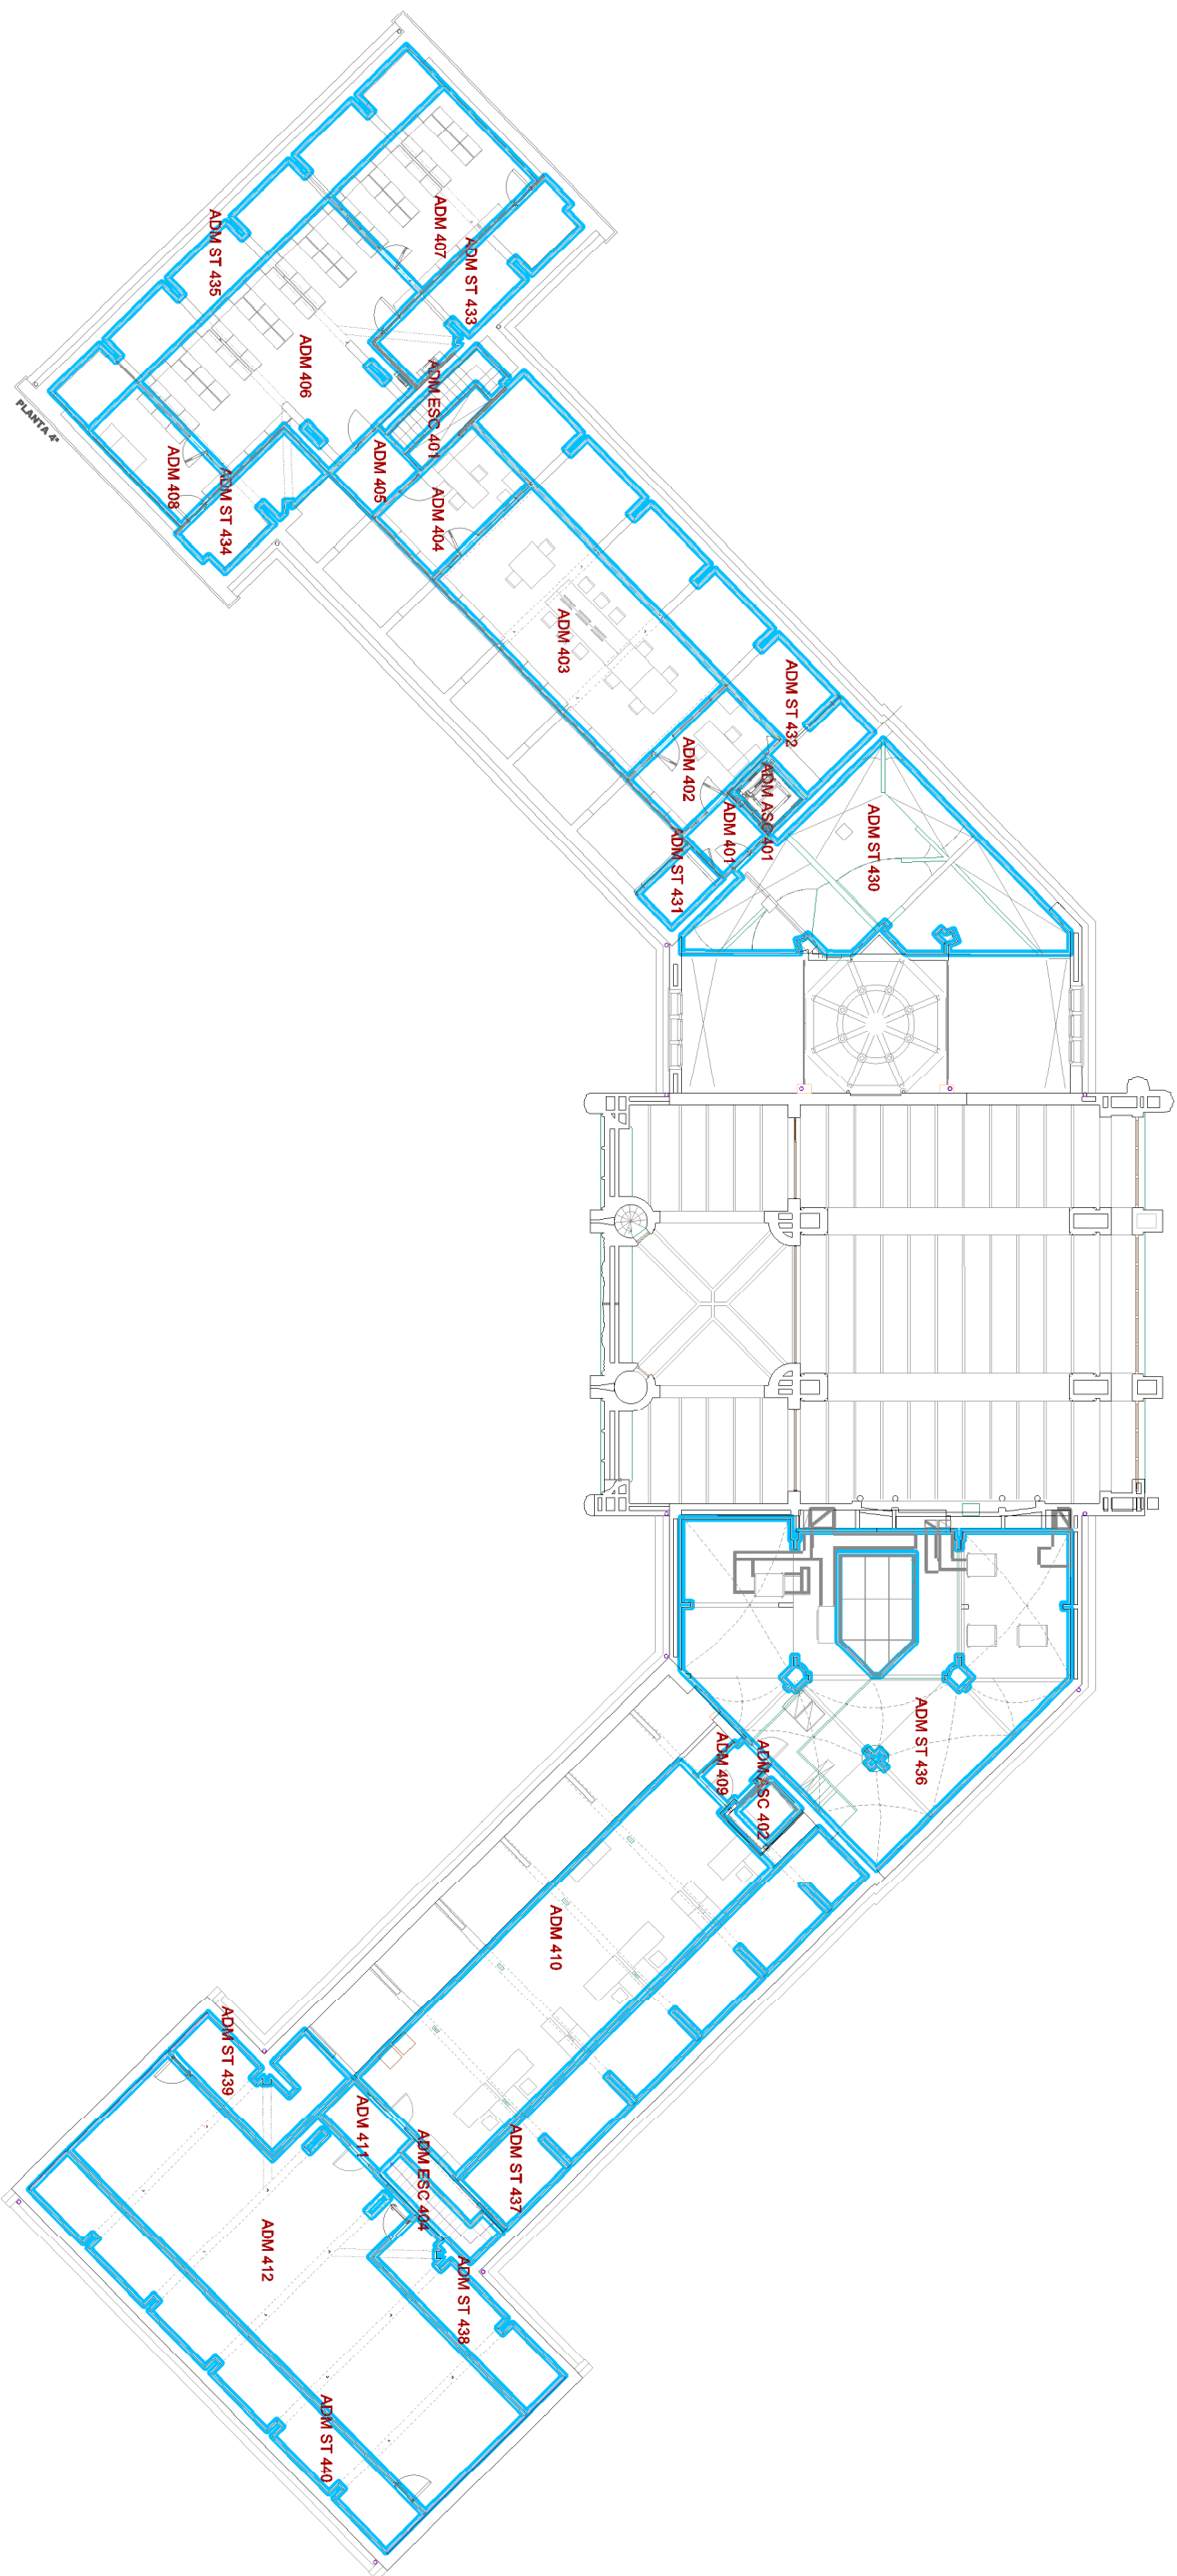 ADM ST 435
ADM 407
ADM ST 433
ADM 406
ADM ESC 401
PLANTA 4ª
ADM 408
ADM ST 434
ADM 405
ADM 404
ADM 403
ADM ST 432
ADM 402
ADM ASC 401
ADM 401
ADM ST 431
ADM ST 430
ADM ST 436
ADM 409
ADM ASC 402
ADM 410
ADM ST 439
ADM 411
ADM ESC 404
ADM ST 437
ADM 412
ADM ST 438
ADM ST 440